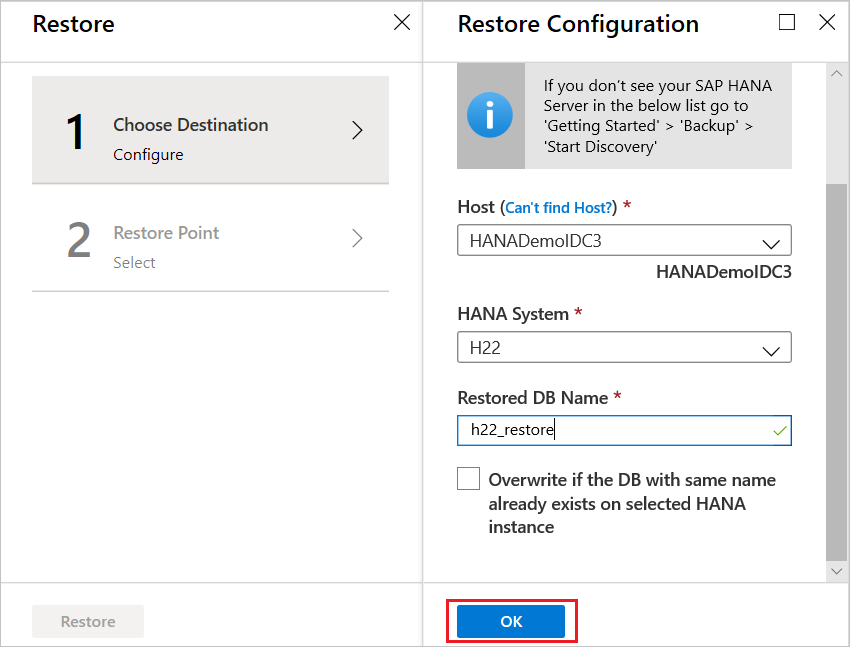 Restore
1
Choose Destination
Configure
2
Restore Point
Select
Restore
Restore Configuration
If you don't see your SAP HANA
Server in the below list go to
'Getting Started' > 'Backup' >
'Start Discovery'
Host (Can't find Host?) *
HANADemoIDC3
HANADemoIDC3
HANA System *
H22
Restored DB Name *
h22_restore
Overwrite if the DB with same name
already exists on selected HANA
instance
OK